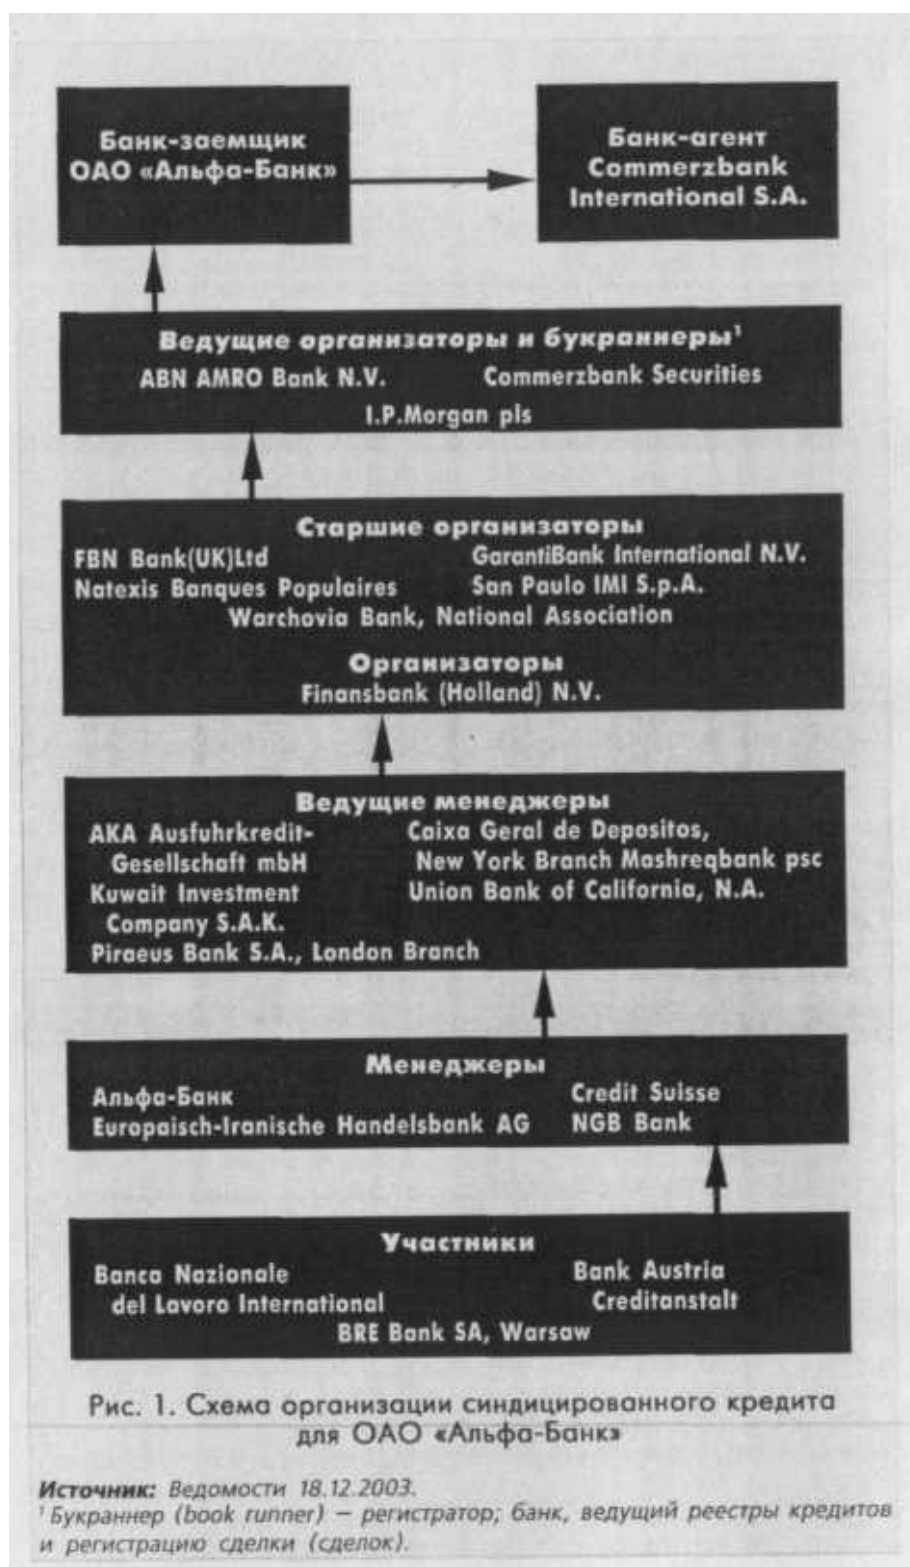 Банк-заемщик
ОАО «Альфа-Банк»
Банк-агент
Commerzbank
International S.A.
Ведущие организаторы и букраннеры¹
ABN AMRO Bank N.V. Commerzbank Securities
I.P.Morgan pls
Старшие организаторы
FBN Bank(UK)Ltd GarantiBank International N.V.
Natexis Banques Populaires San Paulo IMI S.p.A.
Warchovia Bank, National Association
Организаторы
Finansbank (Holland) N.V.
Ведущие менеджеры
AKA Ausfuhrkredit- Caixa Geral de Depositos,
Gesellschaft mbH New York Branch Mashreqbank psc
Kuwait Investment Union Bank of California, N.A.
Company S.A.K.
Piraeus Bank S.A., London Branch
Менеджеры
Альфа-Банк Credit Suisse
Europaisch-Iranische Handelsbank AG NGB Bank
Участники
Banca Nazionale Bank Austria
del Lavoro International Creditanstalt
BRE Bank SA, Warsaw
Рис. 1. Схема организации синдицированного кредита
для ОАО «Альфа-Банк»
Источник: Ведомости 18.12.2003.
¹ Букраннер (book runner) — регистратор; банк, ведущий реестры кредитов
и регистрацию сделки (сделок).